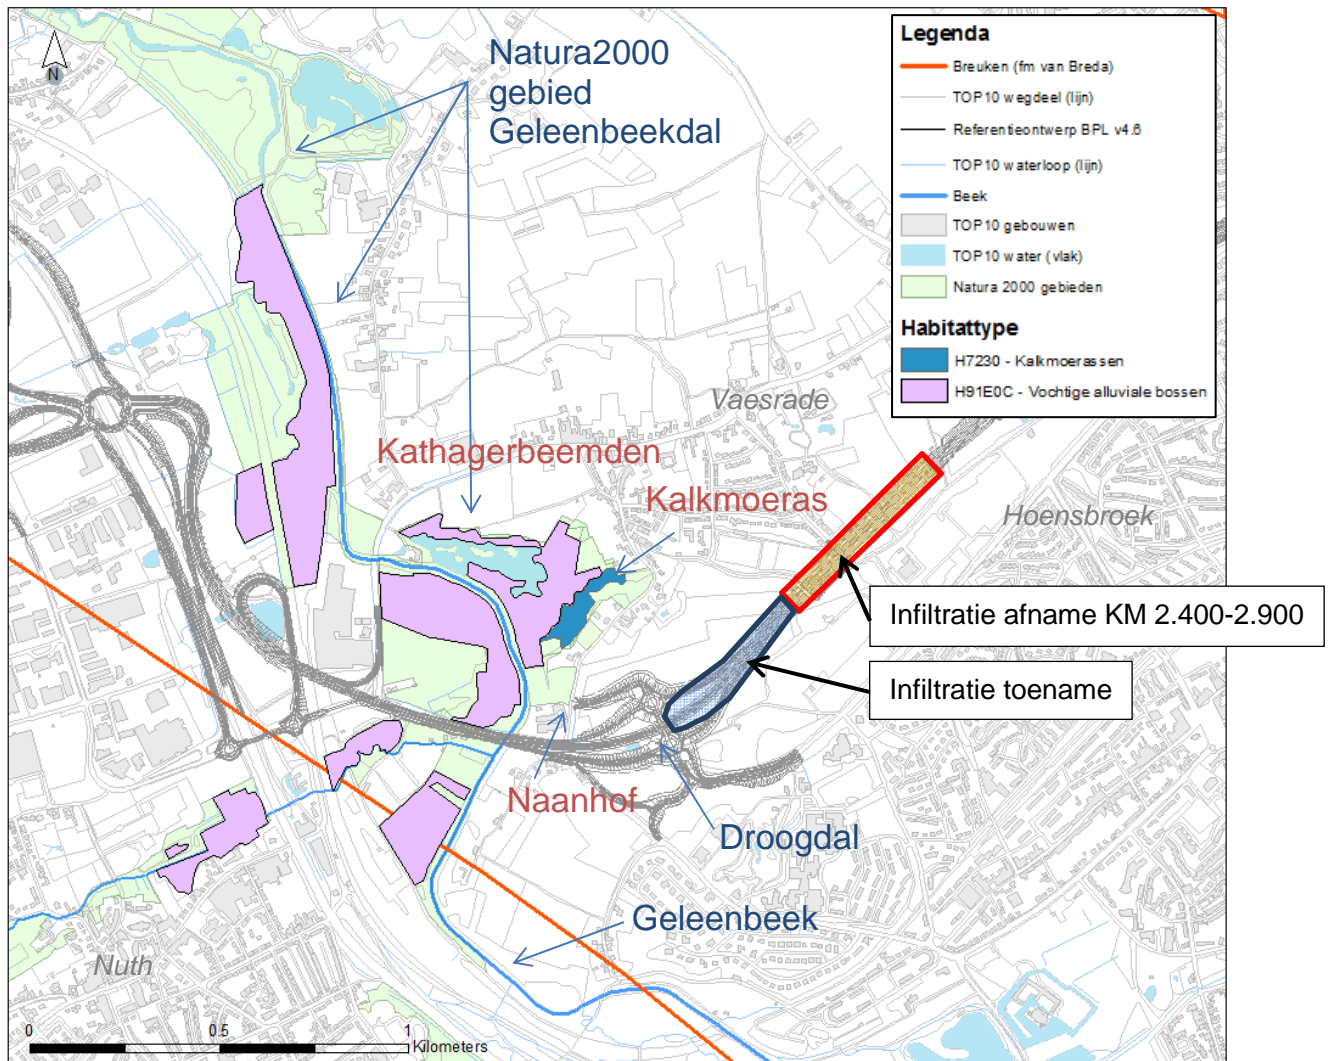 N
Natura2000
gebied
Geleenbeekdal
Legenda
Breuken (fm van Breda)
TOP10 wegdeel (lijn)
Referentieontwerp BPL v4.6
TOP10 waterloop (lijn)
Beek
TOP10 gebouwen
TOP10 water (vlak)
Natura 2000 gebieden
Habitattype
H7230 - Kalkmoerassen
H91E0C - Vochtige alluviale bossen
Vaesrade
Kathagerbeemden
Kalkmoeras
Hoensbroek
Infiltratie afname KM 2.400-2.900
Infiltratie toename
Naanhof
Droogdal
Geleenbeek
Nuth
0 0.5 1
Kilometers